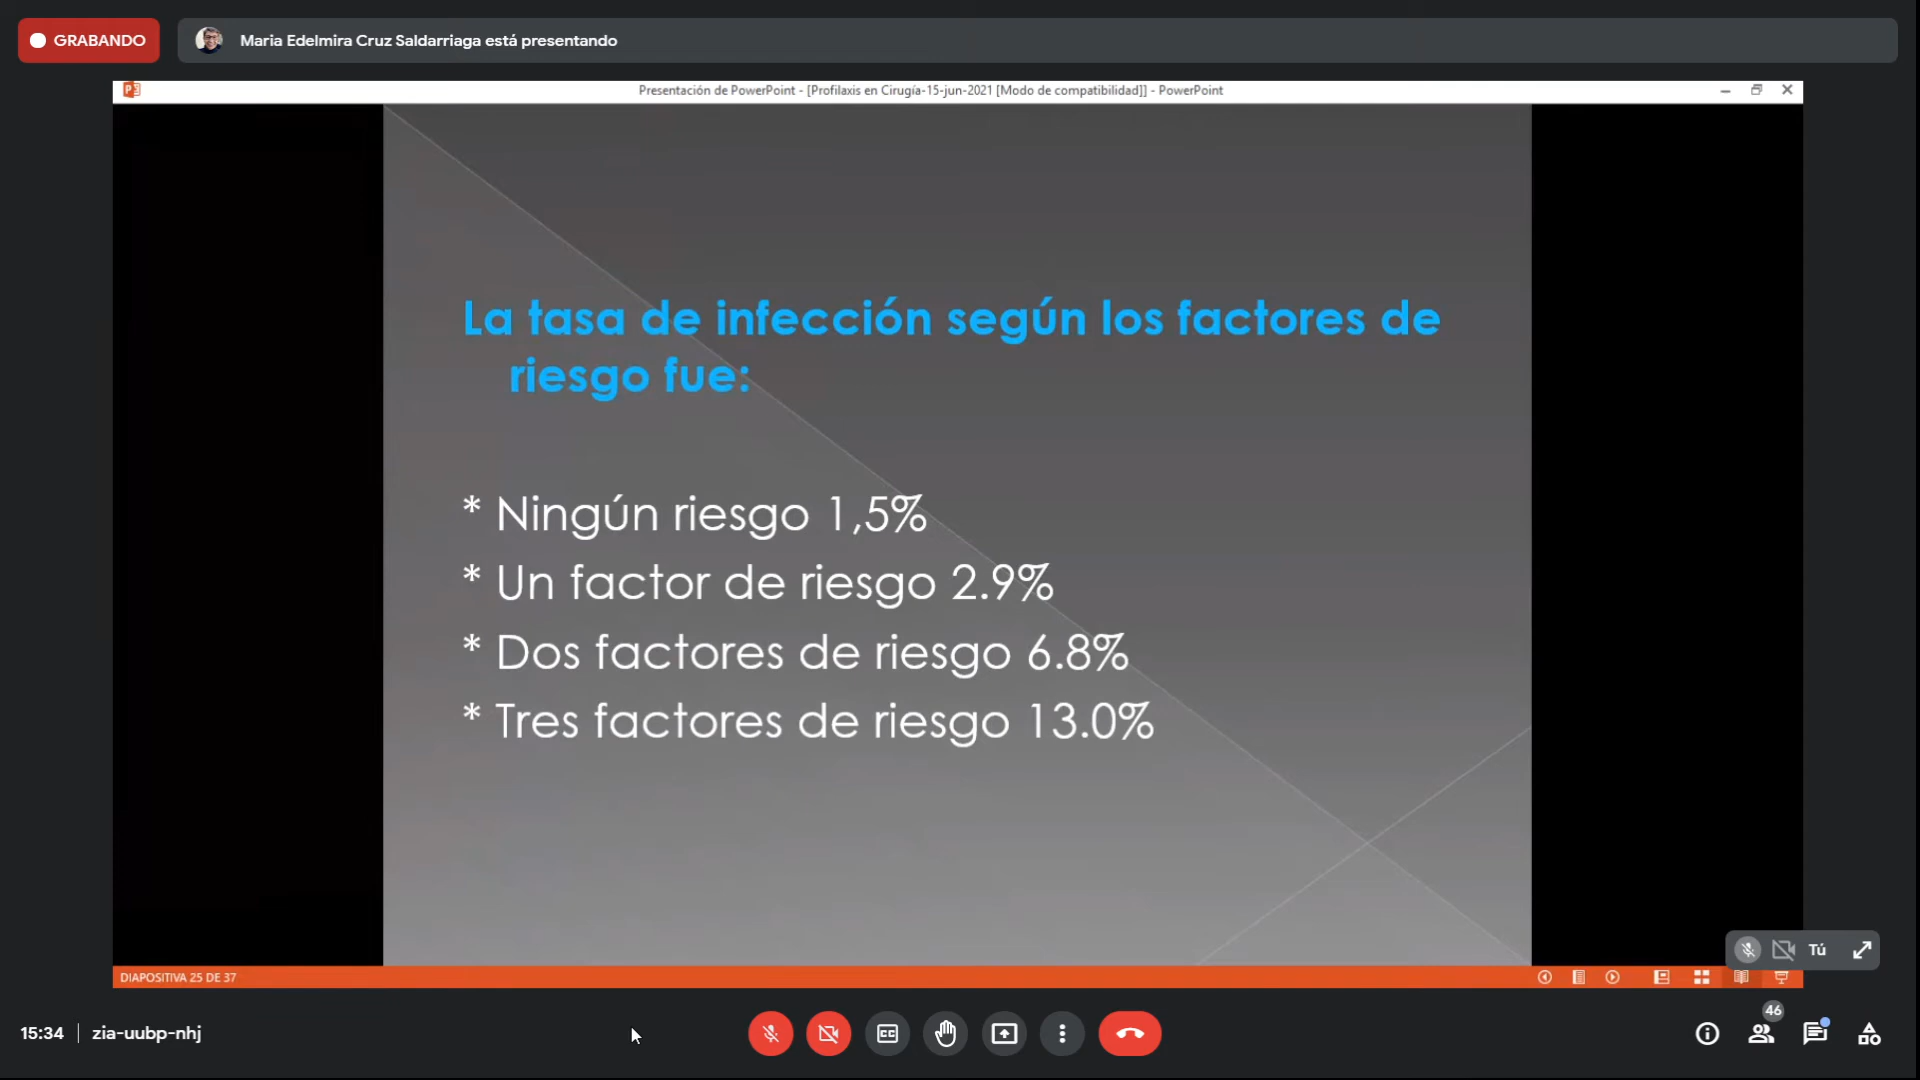 GRABANDO
Maria Edelmira Cruz Saldarriaga está presentando
Presentación de PowerPoint - [Profilaxis en Cirugía-15-jun-2021 [Modo de compatibilidad]] - PowerPoint
La tasa de infección según los factores de
riesgo fue:
* Ningún riesgo 1,5%
* Un factor de riesgo 2.9%
* Dos factores de riesgo 6.8%
* Tres factores de riesgo 13.0%
Tú
DIAPOSITIVA 25 DE 37
46
15:34 | zia-uubp-nhj
CC